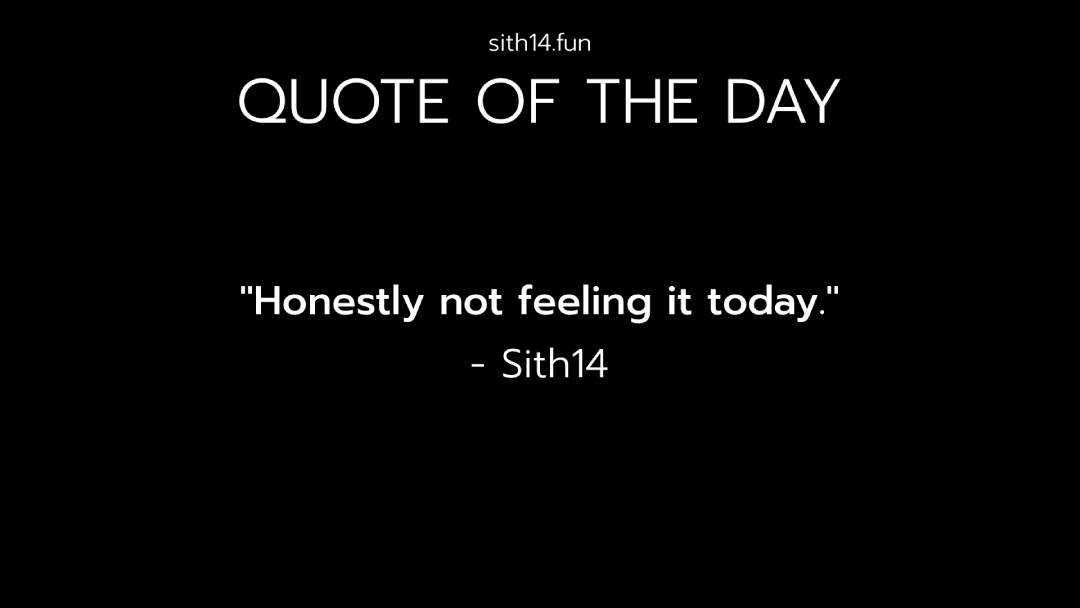 sith14.fun
QUOTE OF THE DAY
"Honestly not feeling it today."
- Sith14